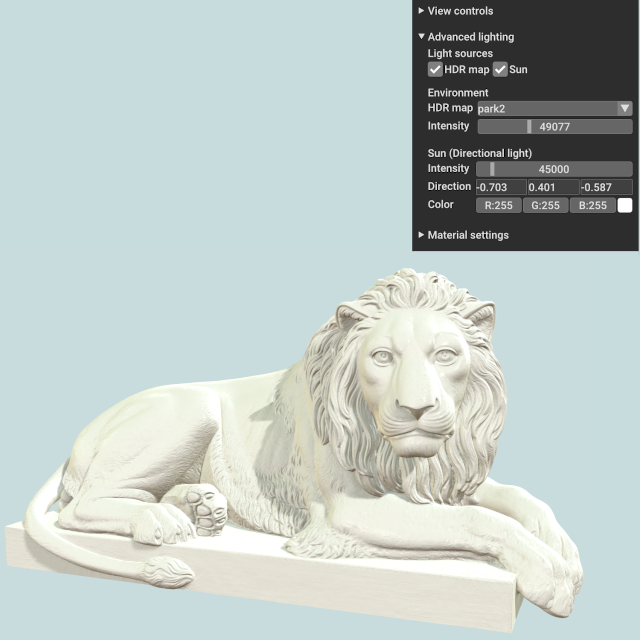 View controls
Advanced lighting
Light sources
HDR map Sun
Environment
HDR map park2
Intensity 49077
Sun (Directional light)
Intensity 45000
Direction -0.703 0.401 -0.587
Color R:255 G:255 B:255
Material settings